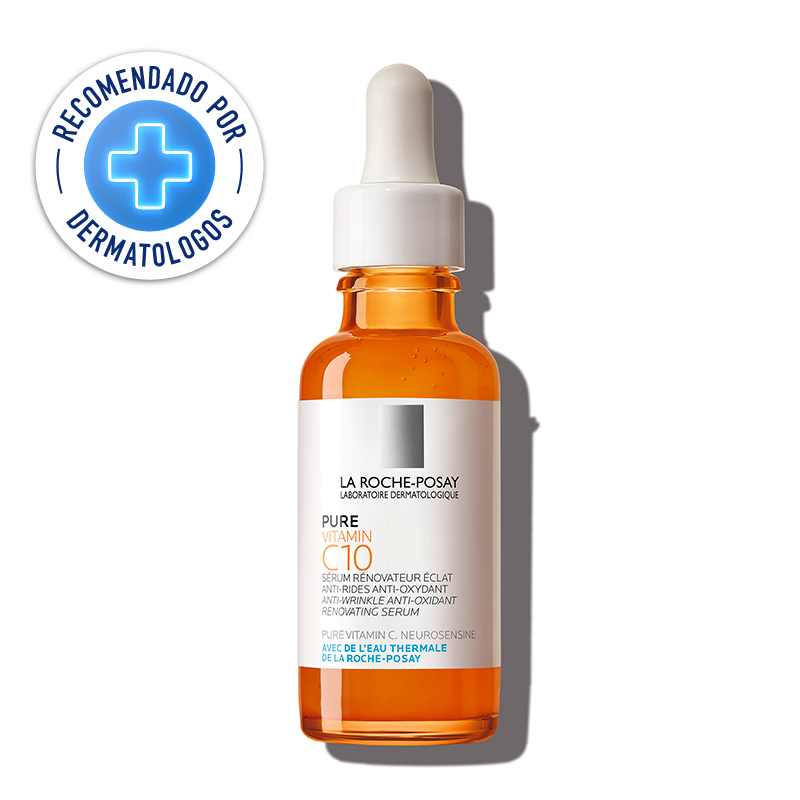 RECOMENDADO POR
DERMATOLOGOS
LA ROCHE-POSAY
LABORATOIRE DERMATOLOGIQUE
PURE
VITAMIN
C10
SÉRUM RÉNOVATEUR ÉCLAT
ANTI-RIDES ANTI-OXYDANT
ANTI-WRINKLE ANTI-OXIDANT
RENOVATING SERUM
PURE VITAMIN C. NEUROSENSINE
AVEC DE L'EAU THERMALE
DE LA ROCHE-POSAY